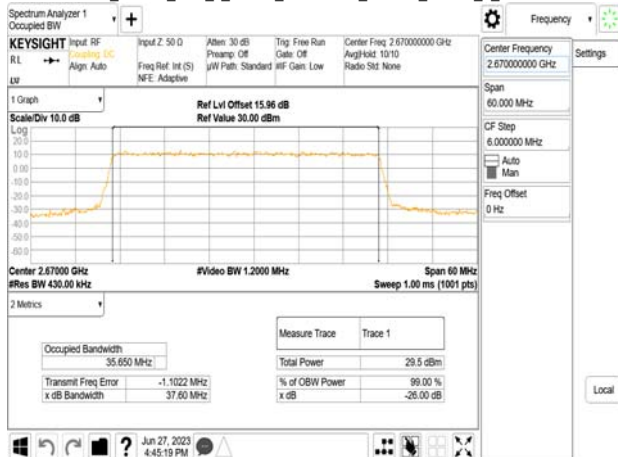 Spectrum Analyzer 1
Occupied BW
+
Frequency
KEYSIGHT
RL
Input: RF
Coupling: DC
Align: Auto
Input Z: 50 Ω
Freq Ref: Int (S)
NFE: Adaptive
Atten: 30 dB
Preamp: Off
µW Path: Standard
Trig: Free Run
Gate: Off
#IF Gain: Low
Center Freq: 2.670000000 GHz
Avg|Hold: 10/10
Radio Std: None
Center Frequency
2.670000000 GHz
Settings
Span
60.000 MHz
CF Step
6.000000 MHz
Auto
Man
Freq Offset
0 Hz
Local
1 Graph
Scale/Div 10.0 dB
Ref Lvl Offset 15.96 dB
Ref Value 30.00 dBm
Log
20.0
10.0
0.00
-10.0
-20.0
-30.0
-40.0
-50.0
-60.0
Center 2.67000 GHz
#Res BW 430.00 kHz
#Video BW 1.2000 MHz
Span 60 MHz
Sweep 1.00 ms (1001 pts)
2 Metrics
Measure Trace Trace 1
Occupied Bandwidth
35.650 MHz
Total Power 29.5 dBm
Transmit Freq Error -1.1022 MHz
% of OBW Power 99.00 %
x dB Bandwidth 37.60 MHz
x dB -26.00 dB
?
Jun 27, 2023
4:45:19 PM